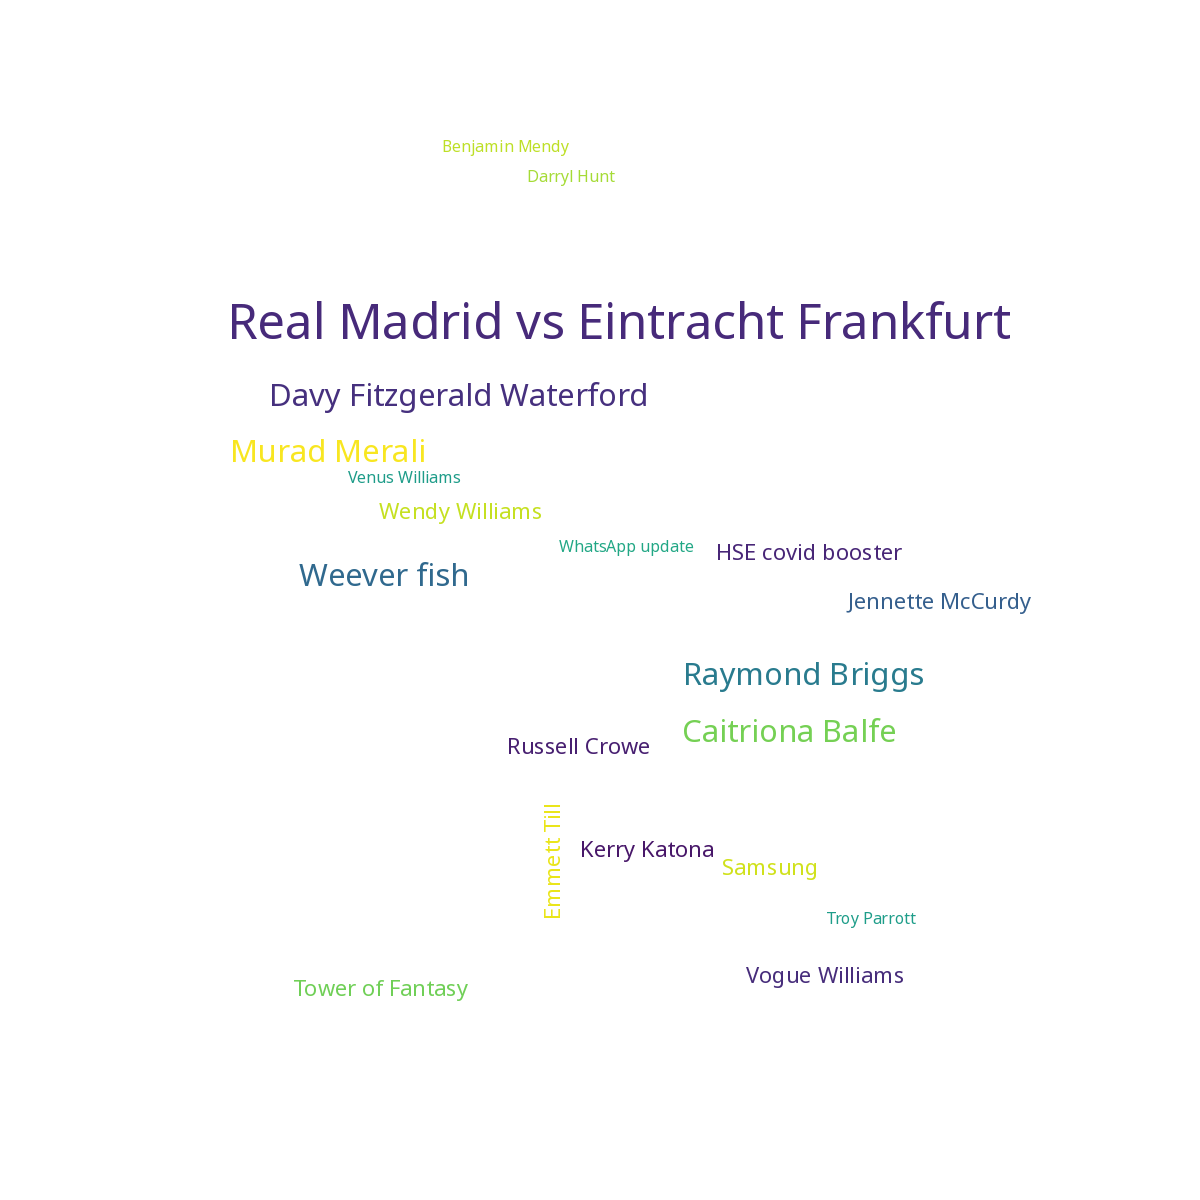 Benjamin Mendy
Darryl Hunt
Real Madrid vs Eintracht Frankfurt
Davy Fitzgerald Waterford
Murad Merali
Venus Williams
Wendy Williams
WhatsApp update
HSE covid booster
Weever fish
Jennette McCurdy
Raymond Briggs
Caitriona Balfe
Russell Crowe
Emmett Till
Kerry Katona
Samsung
Troy Parrott
Vogue Williams
Tower of Fantasy